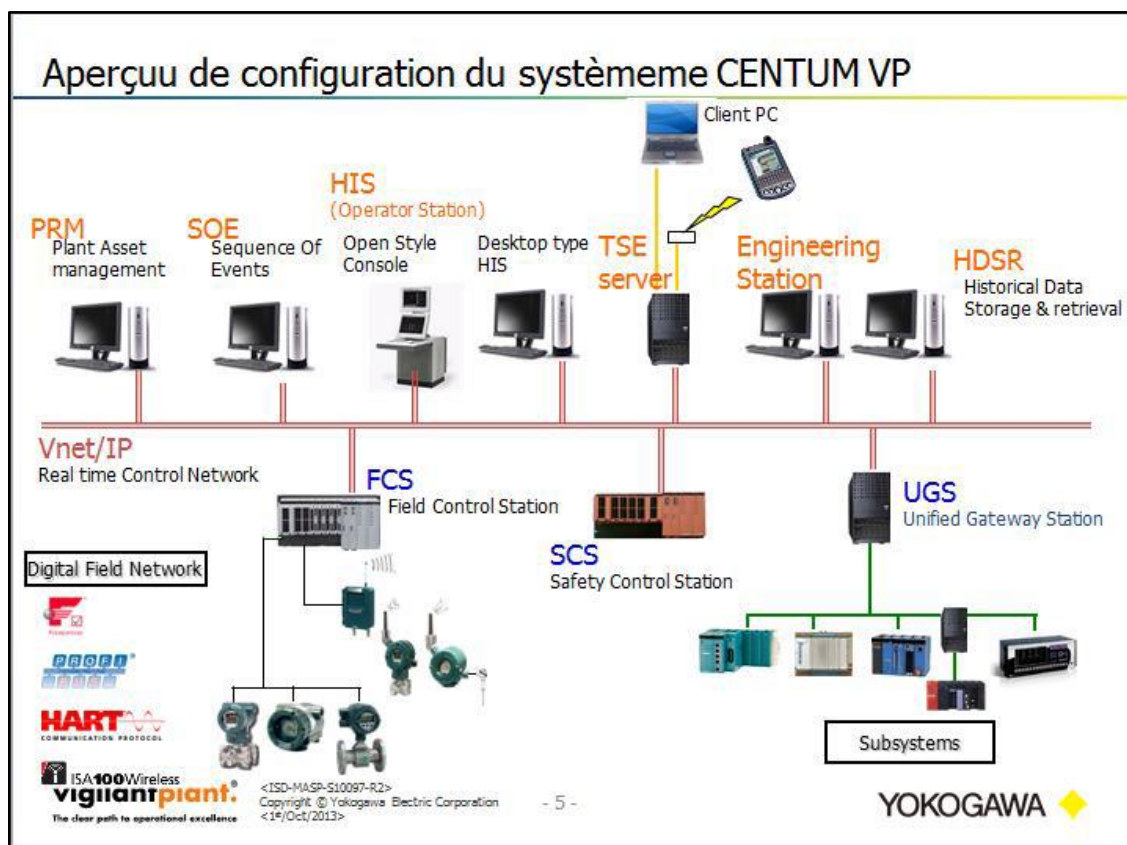 Aperçuu de configuration du systèmeme CENTUM VP
Client PC
HIS
(Operator Station)
PRM
Plant Asset
management
SOE
Sequence Of
Events
Open Style
Console
Desktop type
HIS
TSE
server
Engineering
Station
HDSR
Historical Data
Storage & retrieval
Vnet/IP
Real time Control Network
FCS
Field Control Station
SCS
Safety Control Station
UGS
Unified Gateway Station
Digital Field Network
PROFI
BUS
HART
COMMUNICATION PROTOCOL
ISA100Wireless
Subsystems
vigilantplant.®
The clear path to operational excellence
<ISD-MASP-S10097-R2>
Copyright © Yokogawa Electric Corporation
<1st/Oct/2013>
- 5 -
YOKOGAWA